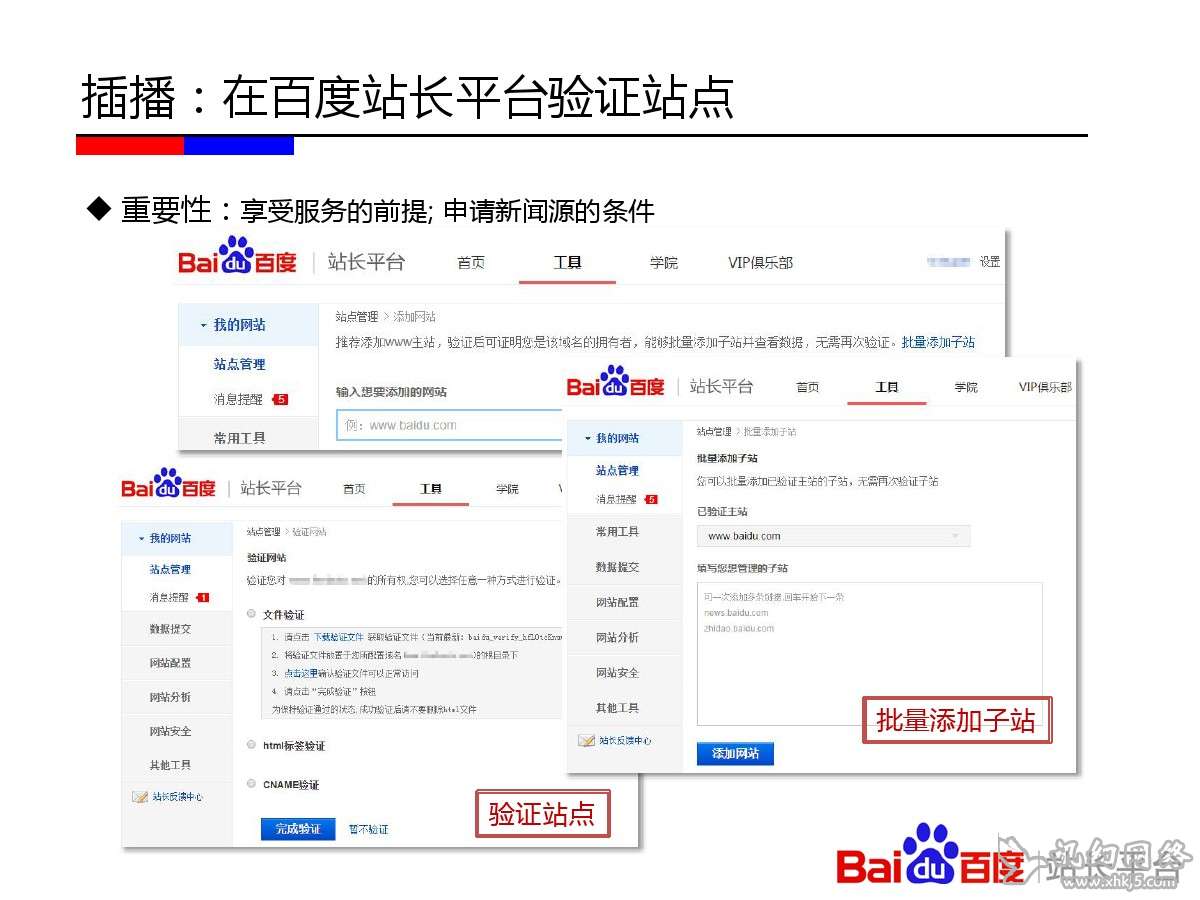 插播：在百度站长平台验证站点
◆ 重要性：享受服务的前提; 申请新闻源的条件
Bai du 百度 站长平台 首页 工具 学院 VIP俱乐部 设置
我的网站
站点管理
消息提醒 5
常用工具
站点管理 > 添加网站
推荐添加www主站，验证后可证明您是该域名的拥有者，能够批量添加子站并查看数据，无需再次验证。批量添加子站
输入想要添加的网站
例：www.baidu.com
Bai du 百度 站长平台 首页 工具 学院 VIP俱乐部
我的网站
站点管理
消息提醒 5
常用工具
数据提交
网站配置
网站分析
网站安全
其他工具
站长反馈中心
站点管理 > 批量添加子站
批量添加子站
您可以批量添加已验证主站的子站，无需再次验证子站
已验证主站
www.baidu.com
填写您想管理的子站
可一次添加多条链接,回车开始下一条
news.baidu.com
zhidao.baidu.com
批量添加子站
添加网站
Bai du 百度 站长平台 首页 工具 学院
我的网站
站点管理
消息提醒 1
数据提交
网站配置
网站分析
网站安全
其他工具
站长反馈中心
站点管理 > 验证网站
验证网站
验证您对 的所有权,您可以选择任意一种方式进行验证。
文件验证
1. 请点击 下载验证文件 获取验证文件（当前最新：
2. 将验证文件放置于您所配置域名 的根目录下
3. 点击这里确认验证文件可以正常访问
4. 请点击“完成验证”按钮
为保持验证通过的状态,成功验证后请不要删除html文件
html标签验证
CNAME验证
完成验证 暂不验证
验证站点
Bai du 百度 站长平台
www.xhkj5.com